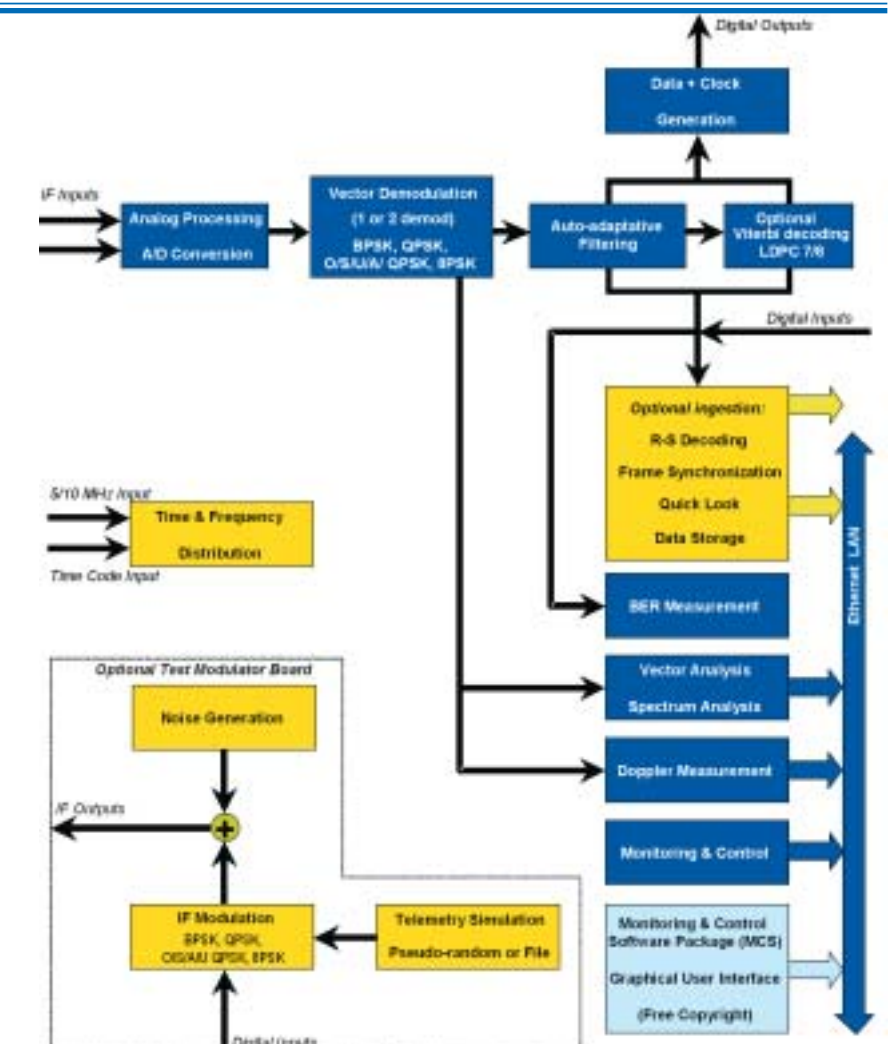 Digital Outputs
Data + Clock
Generation
IF Inputs
Analog Processing
A/D Conversion
Vector Demodulation
(1 or 2 demod)
BPSK, QPSK,
O/S/U/A/ QPSK, 8PSK
Auto-adaptative
Filtering
Optional
Viterbi decoding
LDPC 7/8
Digital Inputs
Optional ingestion:
R-S Decoding
Frame Synchronization
Quick Look
Data Storage
5/10 MHz Input
Time & Frequency
Distribution
Time Code Input
BER Measurement
Ethernet LAN
Optional Test Modulator Board
Noise Generation
Vector Analysis
Spectrum Analysis
Doppler Measurement
IF Outputs
+
Monitoring & Control
IF Modulation
BPSK, QPSK,
O/S/A/U QPSK, 8PSK
Telemetry Simulation
Pseudo-random or File
Monitoring & Control
Software Package (MCS)
Graphical User Interface
(Free Copyright)
Digital Inputs